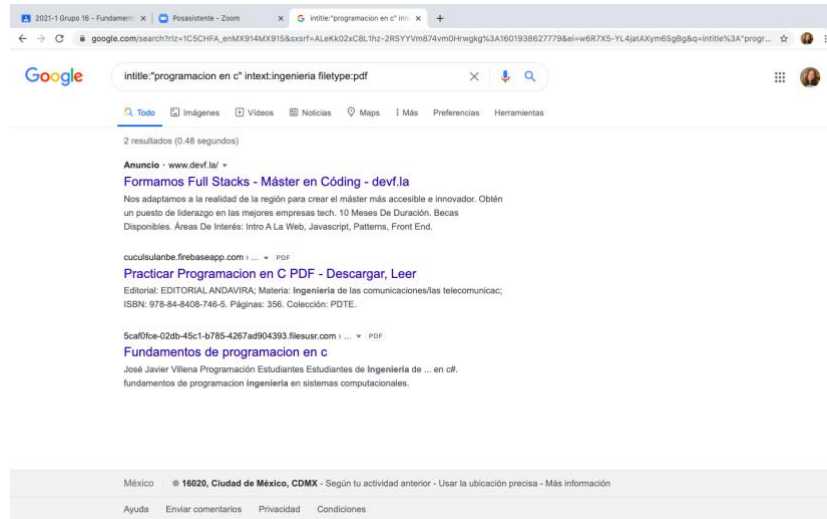 2021-1 Grupo 16 - Fundament
Posasistente - Zoom
intitle:"programacion en c" inte
google.com/search?rlz=1C5CHFA_enMX914MX915&sxsrf=ALeKk02xC8L1hz-2RSYYVm874vm0Hrwgkg%3A1601938627779&ei=w6R7X5-YL4jatAXym6SgBg&q=intitle%3A"progr...
Google
intitle:"programacion en c" intext:ingenieria filetype:pdf
Todo Imágenes Videos Noticias Maps Más Preferencias Herramientas
2 resultados (0.48 segundos)
Anuncio · www.devf.la/
Formamos Full Stacks - Máster en Códing - devf.la
Nos adaptamos a la realidad de la región para crear el máster más accesible e innovador. Obtén
un puesto de liderazgo en las mejores empresas tech. 10 Meses De Duración. Becas
Disponibles. Áreas De Interés: Intro A La Web, Javascript, Patterns, Front End.
cuculsulanbe.firebaseapp.com › ... PDF
Practicar Programacion en C PDF - Descargar, Leer
Editorial: EDITORIAL ANDAVIRA; Materia: Ingenieria de las comunicaciones/las telecomunicac;
ISBN: 978-84-8408-746-5. Páginas: 356. Colección: PDTE.
5caf0fce-02db-45c1-b785-4267ad904393.filesusr.com › ... PDF
Fundamentos de programacion en c
José Javier Villena Programación Estudiantes Estudiantes de Ingenieria de ... en c#.
fundamentos de programacion ingenieria en sistemas computacionales.
México 16020, Ciudad de México, CDMX - Según tu actividad anterior - Usar la ubicación precisa - Más información
Ayuda Enviar comentarios Privacidad Condiciones